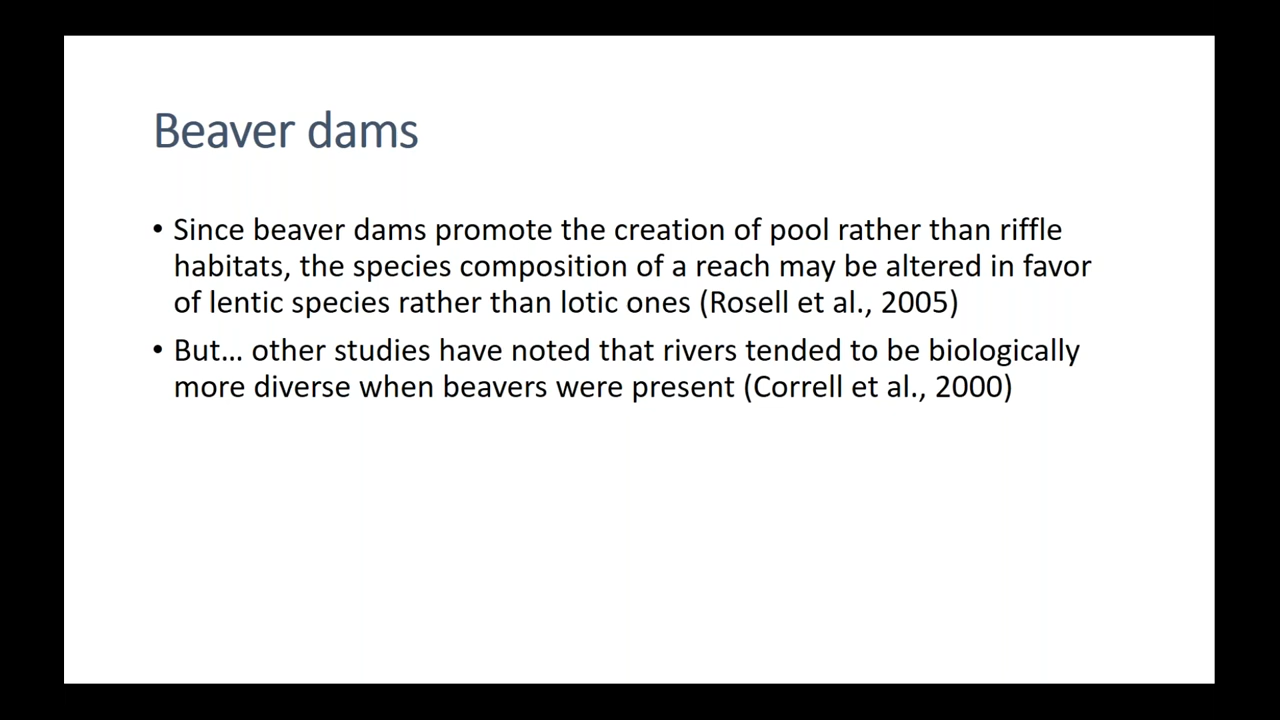 Beaver dams
• Since beaver dams promote the creation of pool rather than riffle
habitats, the species composition of a reach may be altered in favor
of lentic species rather than lotic ones (Rosell et al., 2005)
• But... other studies have noted that rivers tended to be biologically
more diverse when beavers were present (Correll et al., 2000)